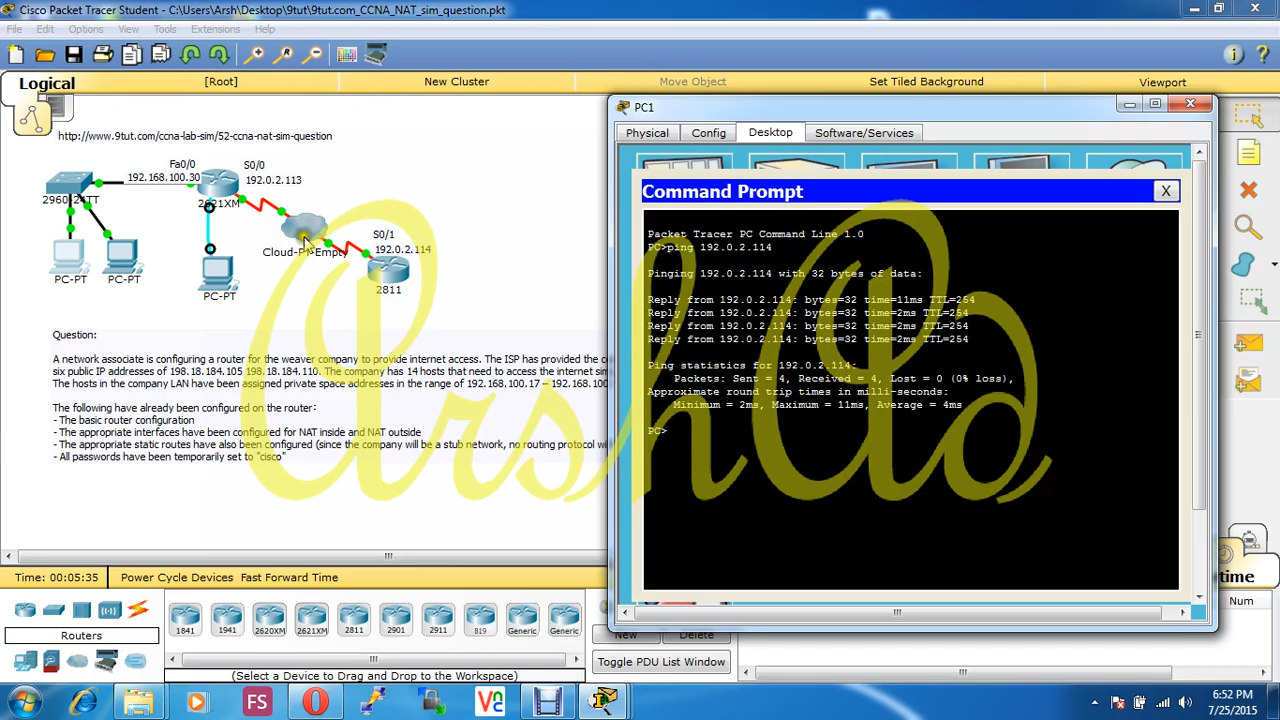 Cisco Packet Tracer Student - C:\Users\Arsh\Desktop\9tut\9tut.com_CCNA_NAT_sim_question.pkt
File Edit Options View Tools Extensions Help
Logical [Root] New Cluster Move Object Set Tiled Background Viewport
http://www.9tut.com/ccna-lab-sim/52-ccna-nat-sim-question
Fa0/0
192.168.100.30
S0/0
192.0.2.113
2960-24TT
2621XM
Cloud-PT-Empty
S0/1
192.0.2.114
PC-PT
PC-PT
PC-PT
2811
Question:
A network associate is configuring a router for the weaver company to provide internet access. The ISP has provided the co
six public IP addresses of 198.18.184.105 198.18.184.110. The company has 14 hosts that need to access the internet si
The hosts in the company LAN have been assigned private space addresses in the range of 192.168.100.17 – 192.168.100
The following have already been configured on the router:
- The basic router configuration
- The appropriate interfaces have been configured for NAT inside and NAT outside
- The appropriate static routes have also been configured (since the company will be a stub network, no routing protocol wi
- All passwords have been temporarily set to "cisco"
PC1
Physical Config Desktop Software/Services
Command Prompt X
Packet Tracer PC Command Line 1.0
PC>ping 192.0.2.114
Pinging 192.0.2.114 with 32 bytes of data:
Reply from 192.0.2.114: bytes=32 time=11ms TTL=254
Reply from 192.0.2.114: bytes=32 time=2ms TTL=254
Reply from 192.0.2.114: bytes=32 time=2ms TTL=254
Reply from 192.0.2.114: bytes=32 time=2ms TTL=254
Ping statistics for 192.0.2.114:
Packets: Sent = 4, Received = 4, Lost = 0 (0% loss),
Approximate round trip times in milli-seconds:
Minimum = 2ms, Maximum = 11ms, Average = 4ms
PC>
Time: 00:05:35 Power Cycle Devices Fast Forward Time
time
Routers
1841 1941 2620XM 2621XM 2811 2901 2911 819 Generic Generic
(Select a Device to Drag and Drop to the Workspace)
New Delete
Toggle PDU List Window
Num
FS
6:52 PM
7/25/2015